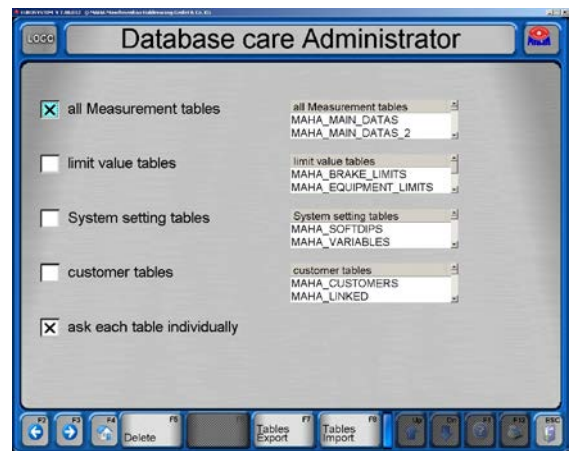 LOGO
Database care Administrator
MAHA
all Measurement tables
all Measurement tables
MAHA_MAIN_DATAS
MAHA_MAIN_DATAS_2
limit value tables
limit value tables
MAHA_BRAKE_LIMITS
MAHA_EQUIPMENT_LIMITS
System setting tables
System setting tables
MAHA_SOFTDIPS
MAHA_VARIABLES
customer tables
customer tables
MAHA_CUSTOMERS
MAHA_LINKED
ask each table individually
F2
F3
F4
F5
Delete
F7
Tables
Export
F8
Tables
Import
Up
Dn
F1
F12
ESC